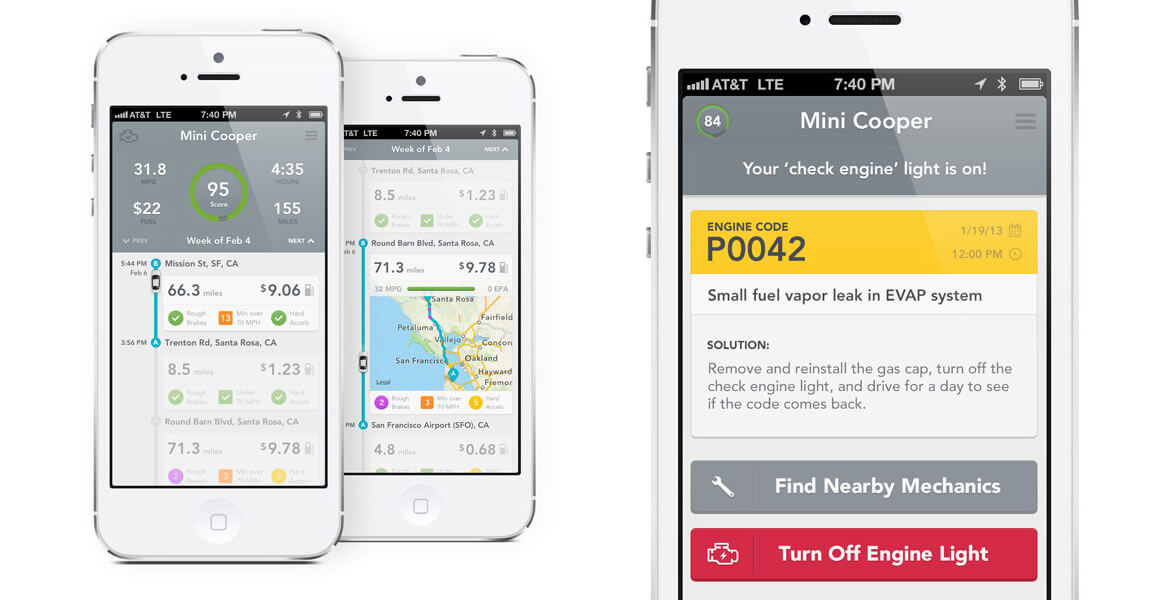 AT&T LTE 7:40 PM
Mini Cooper
31.8
MPG
95
Score
4:35
HOURS
$22
FUEL
155
MILES
PREV
Week of Feb 4
NEXT
5:44 PM
Feb 6
B
Mission St, SF, CA
66.3 miles
$9.06
Rough
Brakes
13
Min over
70 MPH
Hard
Accels
3:56 PM
A
Trenton Rd, Santa Rosa, CA
8.5 miles
$1.23
Rough
Brakes
Under
70 MPH
Hard
Accels
Round Barn Blvd, Santa Rosa, CA
71.3 miles
$9.78
2
Rough
Brakes
3
Min over
70 MPH
Hard
Accels
T&T LTE 7:40 PM
REV
Week of Feb 4
NEXT
Trenton Rd, Santa Rosa, CA
8.5 miles
$1.23
Rough
Brakes
Under
70 MPH
Hard
Accels
PM
b 6
B
Round Barn Blvd, Santa Rosa, CA
71.3 miles
$9.78
32 MPG
0 EPA
Santa Rosa
Fairfield
Petaluma
Vallejo
Concord
San Francisco
Oakland
A
Hayward
Fremon
Legal
2
Rough
Brakes
3
Min over
70 MPH
5
Hard
Accels
PM
A
San Francisco Airport (SFO), CA
4.8 miles
$0.68
Rough
Under
Hard
AT&T LTE 7:40 PM
84
Mini Cooper
Your ‘check engine’ light is on!
ENGINE CODE
P0042
1/19/13
12:00 PM
Small fuel vapor leak in EVAP system
SOLUTION:
Remove and reinstall the gas cap, turn off the
check engine light, and drive for a day to see
if the code comes back.
Find Nearby Mechanics
Turn Off Engine Light